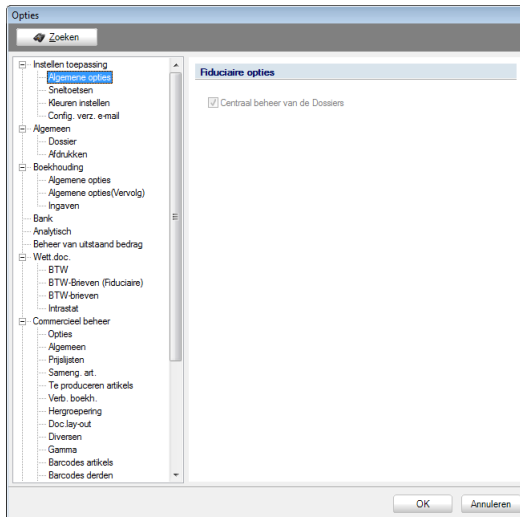 Opties
Zoeken
Instellen toepassing
Algemene opties
Sneltoetsen
Kleuren instellen
Config. verz. e-mail
Algemeen
Dossier
Afdrukken
Boekhouding
Algemene opties
Algemene opties(Vervolg)
Ingaven
Bank
Analytisch
Beheer van uitstaand bedrag
Wett.doc.
BTW
BTW-Brieven (Fiduciaire)
BTW-brieven
Intrastat
Commercieel beheer
Opties
Algemeen
Prijslijsten
Sameng. art.
Te produceren artikels
Verb. boekh.
Hergroepering
Doc.lay-out
Diversen
Gamma
Barcodes artikels
Barcodes derden
Fiduciaire opties
Centraal beheer van de Dossiers
OK
Annuleren